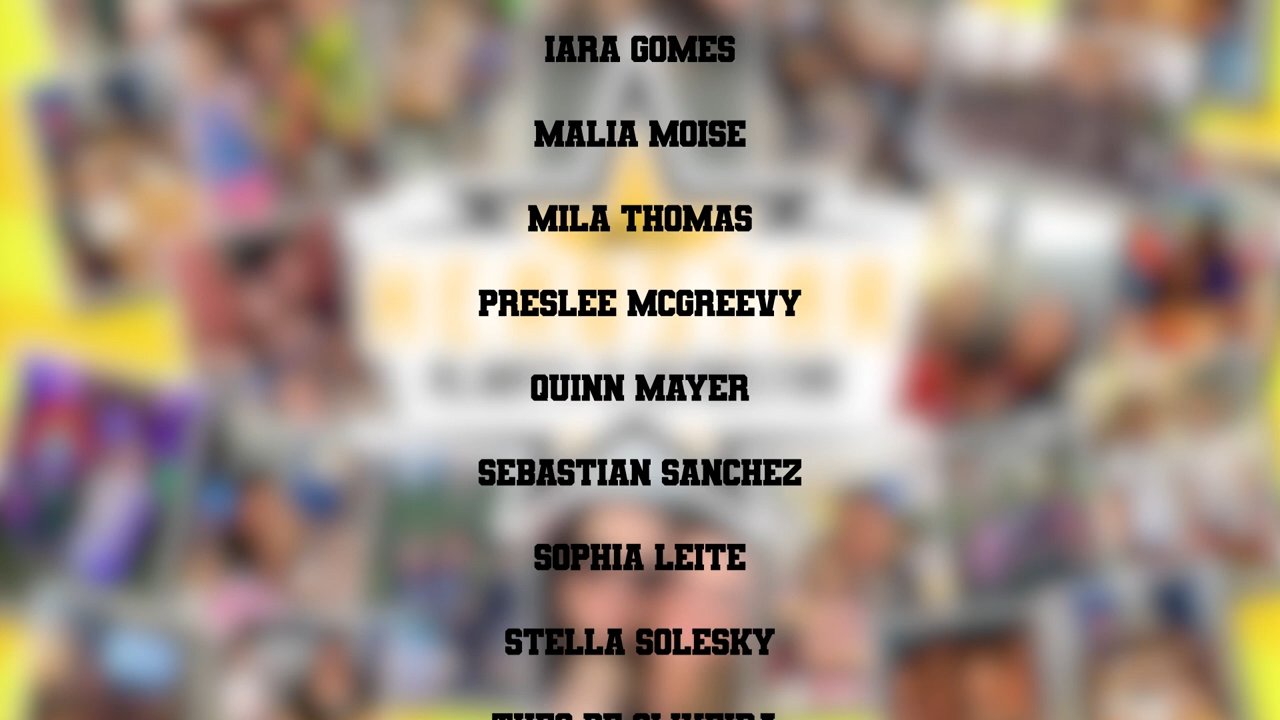 IARA GOMES
MALIA MOISE
MILA THOMAS
PRESLEE MCGREEVY
QUINN MAYER
SEBASTIAN SANCHEZ
SOPHIA LEITE
STELLA SOLESKY